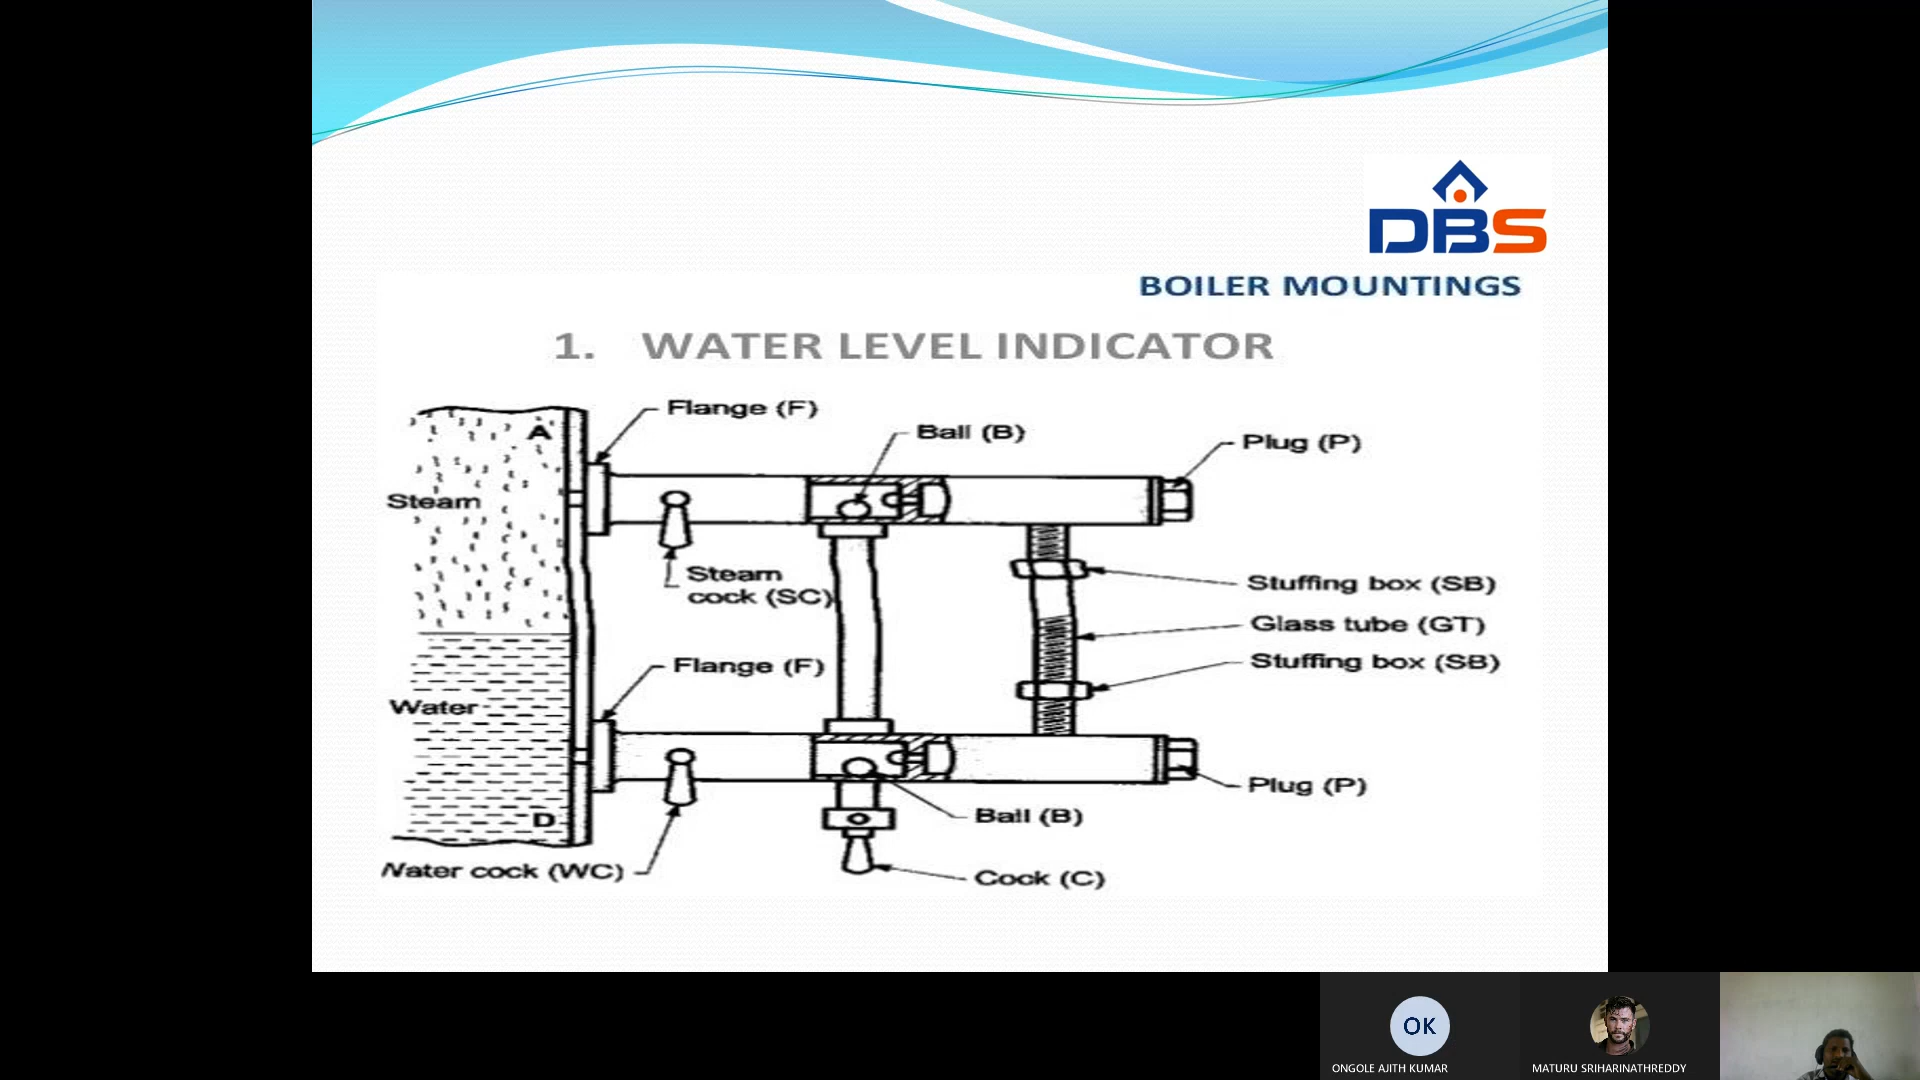 DBS
BOILER MOUNTINGS
1. WATER LEVEL INDICATOR
Flange (F)
Ball (B)
Plug (P)
A
Steam
Steam
cock (SC)
Stuffing box (SB)
Glass tube (GT)
Stuffing box (SB)
Flange (F)
Water
Plug (P)
D
Ball (B)
Water cock (WC)
Cock (C)
OK
ONGOLE AJITH KUMAR
MATURU SRIHARINATHREDDY